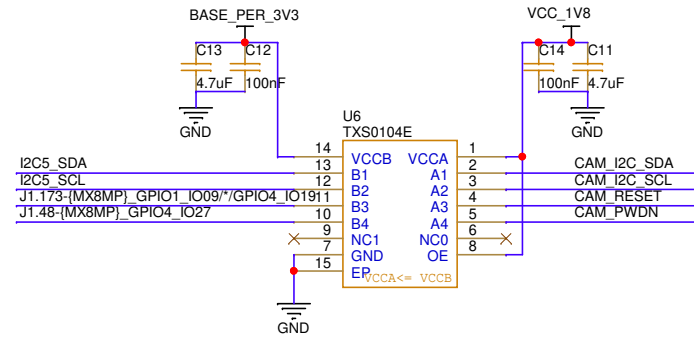 BASE_PER_3V3
VCC_1V8
C13
C12
C14
C11
4.7uF
100nF
100nF
4.7uF
GND
GND
U6
TXS0104E
14
VCCB
VCCA
1
I2C5_SDA
13
B1
A1
2
CAM_I2C_SDA
I2C5_SCL
12
B2
A2
3
CAM_I2C_SCL
J1.173-{MX8MP}_GPIO1_IO09/*/GPIO4_IO19
11
B3
A3
4
CAM_RESET
J1.48-{MX8MP}_GPIO4_IO27
10
B4
A4
5
CAM_PWDN
9
NC1
NC0
6
7
GND
OE
8
15
EP
VCCA<= VCCB
GND